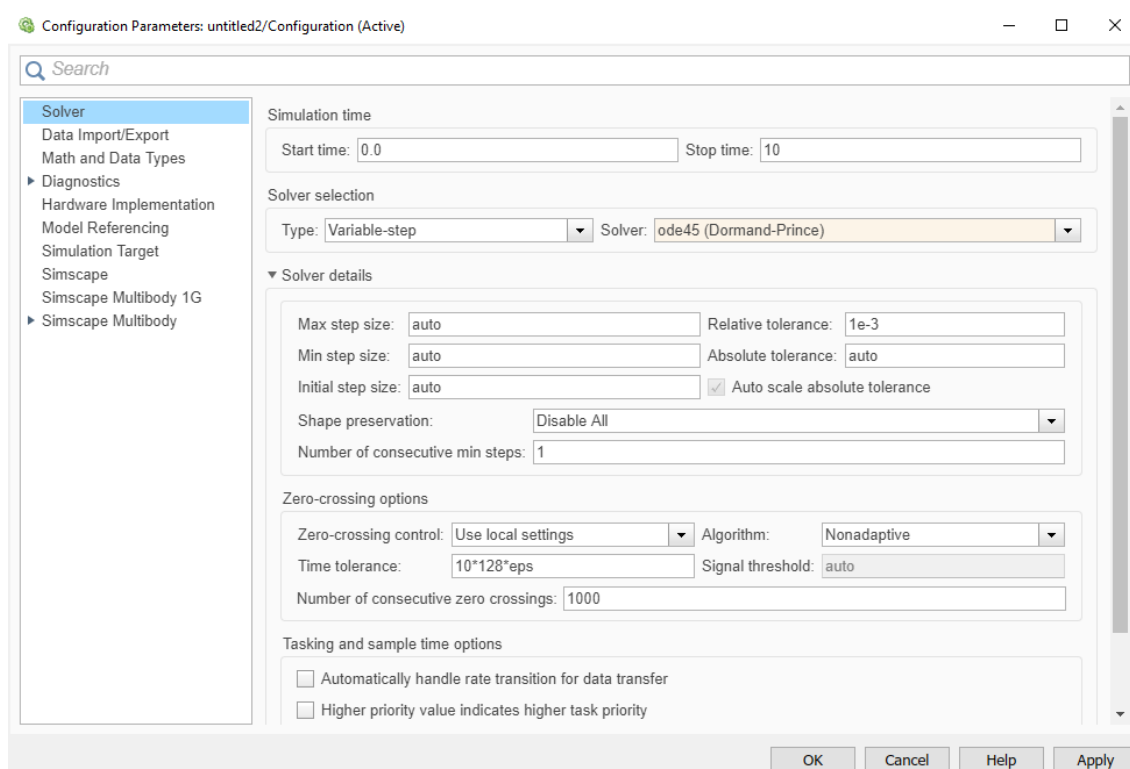 Configuration Parameters: untitled2/Configuration (Active)
Search
Solver
Data Import/Export
Math and Data Types
Diagnostics
Hardware Implementation
Model Referencing
Simulation Target
Simscape
Simscape Multibody 1G
Simscape Multibody
Simulation time
Start time: 0.0 Stop time: 10
Solver selection
Type: Variable-step Solver: ode45 (Dormand-Prince)
Solver details
Max step size: auto Relative tolerance: 1e-3
Min step size: auto Absolute tolerance: auto
Initial step size: auto Auto scale absolute tolerance
Shape preservation: Disable All
Number of consecutive min steps: 1
Zero-crossing options
Zero-crossing control: Use local settings Algorithm: Nonadaptive
Time tolerance: 10*128*eps Signal threshold: auto
Number of consecutive zero crossings: 1000
Tasking and sample time options
Automatically handle rate transition for data transfer
Higher priority value indicates higher task priority
OK Cancel Help Apply